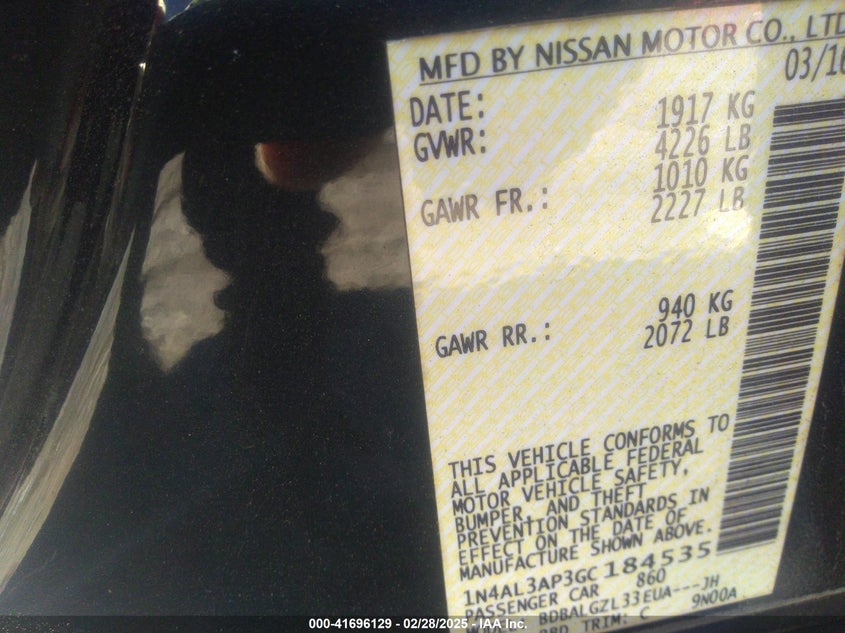 MFD BY NISSAN MOTOR CO., LTD
DATE: 03/16
GVWR: 1917 KG
4226 LB
GAWR FR.: 1010 KG
2227 LB
GAWR RR.: 940 KG
2072 LB
THIS VEHICLE CONFORMS TO
ALL APPLICABLE FEDERAL
MOTOR VEHICLE SAFETY,
BUMPER, AND THEFT
PREVENTION STANDARDS IN
EFFECT ON THE DATE OF
MANUFACTURE SHOWN ABOVE.
1N4AL3AP3GC184535
PASSENGER CAR 860
BDBALGZL33EUA---JH
TRIM: C 9N00A
000-41696129 - 02/28/2025 - IAA Inc.